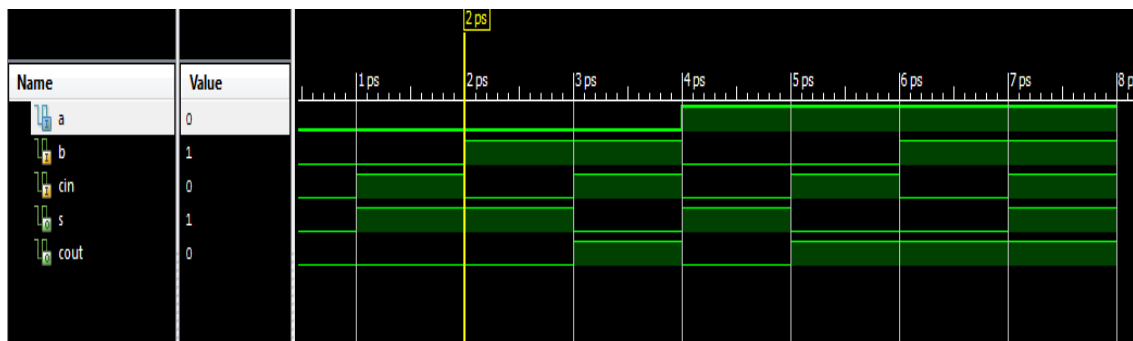 2 ps
Name Value
1 ps 2 ps 3 ps 4 ps 5 ps 6 ps 7 ps 8 p
a 0
b 1
cin 0
s 1
cout 0